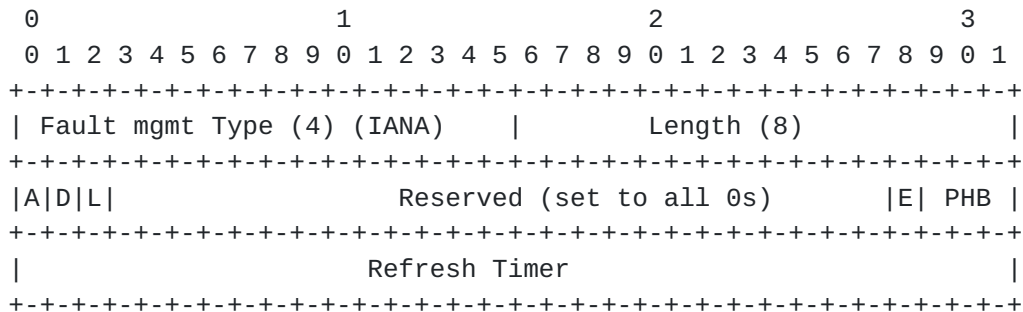 0                   1                   2                   3
 0 1 2 3 4 5 6 7 8 9 0 1 2 3 4 5 6 7 8 9 0 1 2 3 4 5 6 7 8 9 0 1
+-+-+-+-+-+-+-+-+-+-+-+-+-+-+-+-+-+-+-+-+-+-+-+-+-+-+-+-+-+-+-+-+
| Fault mgmt Type (4) (IANA)    |        Length (8)             |
+-+-+-+-+-+-+-+-+-+-+-+-+-+-+-+-+-+-+-+-+-+-+-+-+-+-+-+-+-+-+-+-+
|A|D|L|                  Reserved (set to all 0s)       |E| PHB |
+-+-+-+-+-+-+-+-+-+-+-+-+-+-+-+-+-+-+-+-+-+-+-+-+-+-+-+-+-+-+-+-+
|                      Refresh Timer                            |
+-+-+-+-+-+-+-+-+-+-+-+-+-+-+-+-+-+-+-+-+-+-+-+-+-+-+-+-+-+-+-+-+